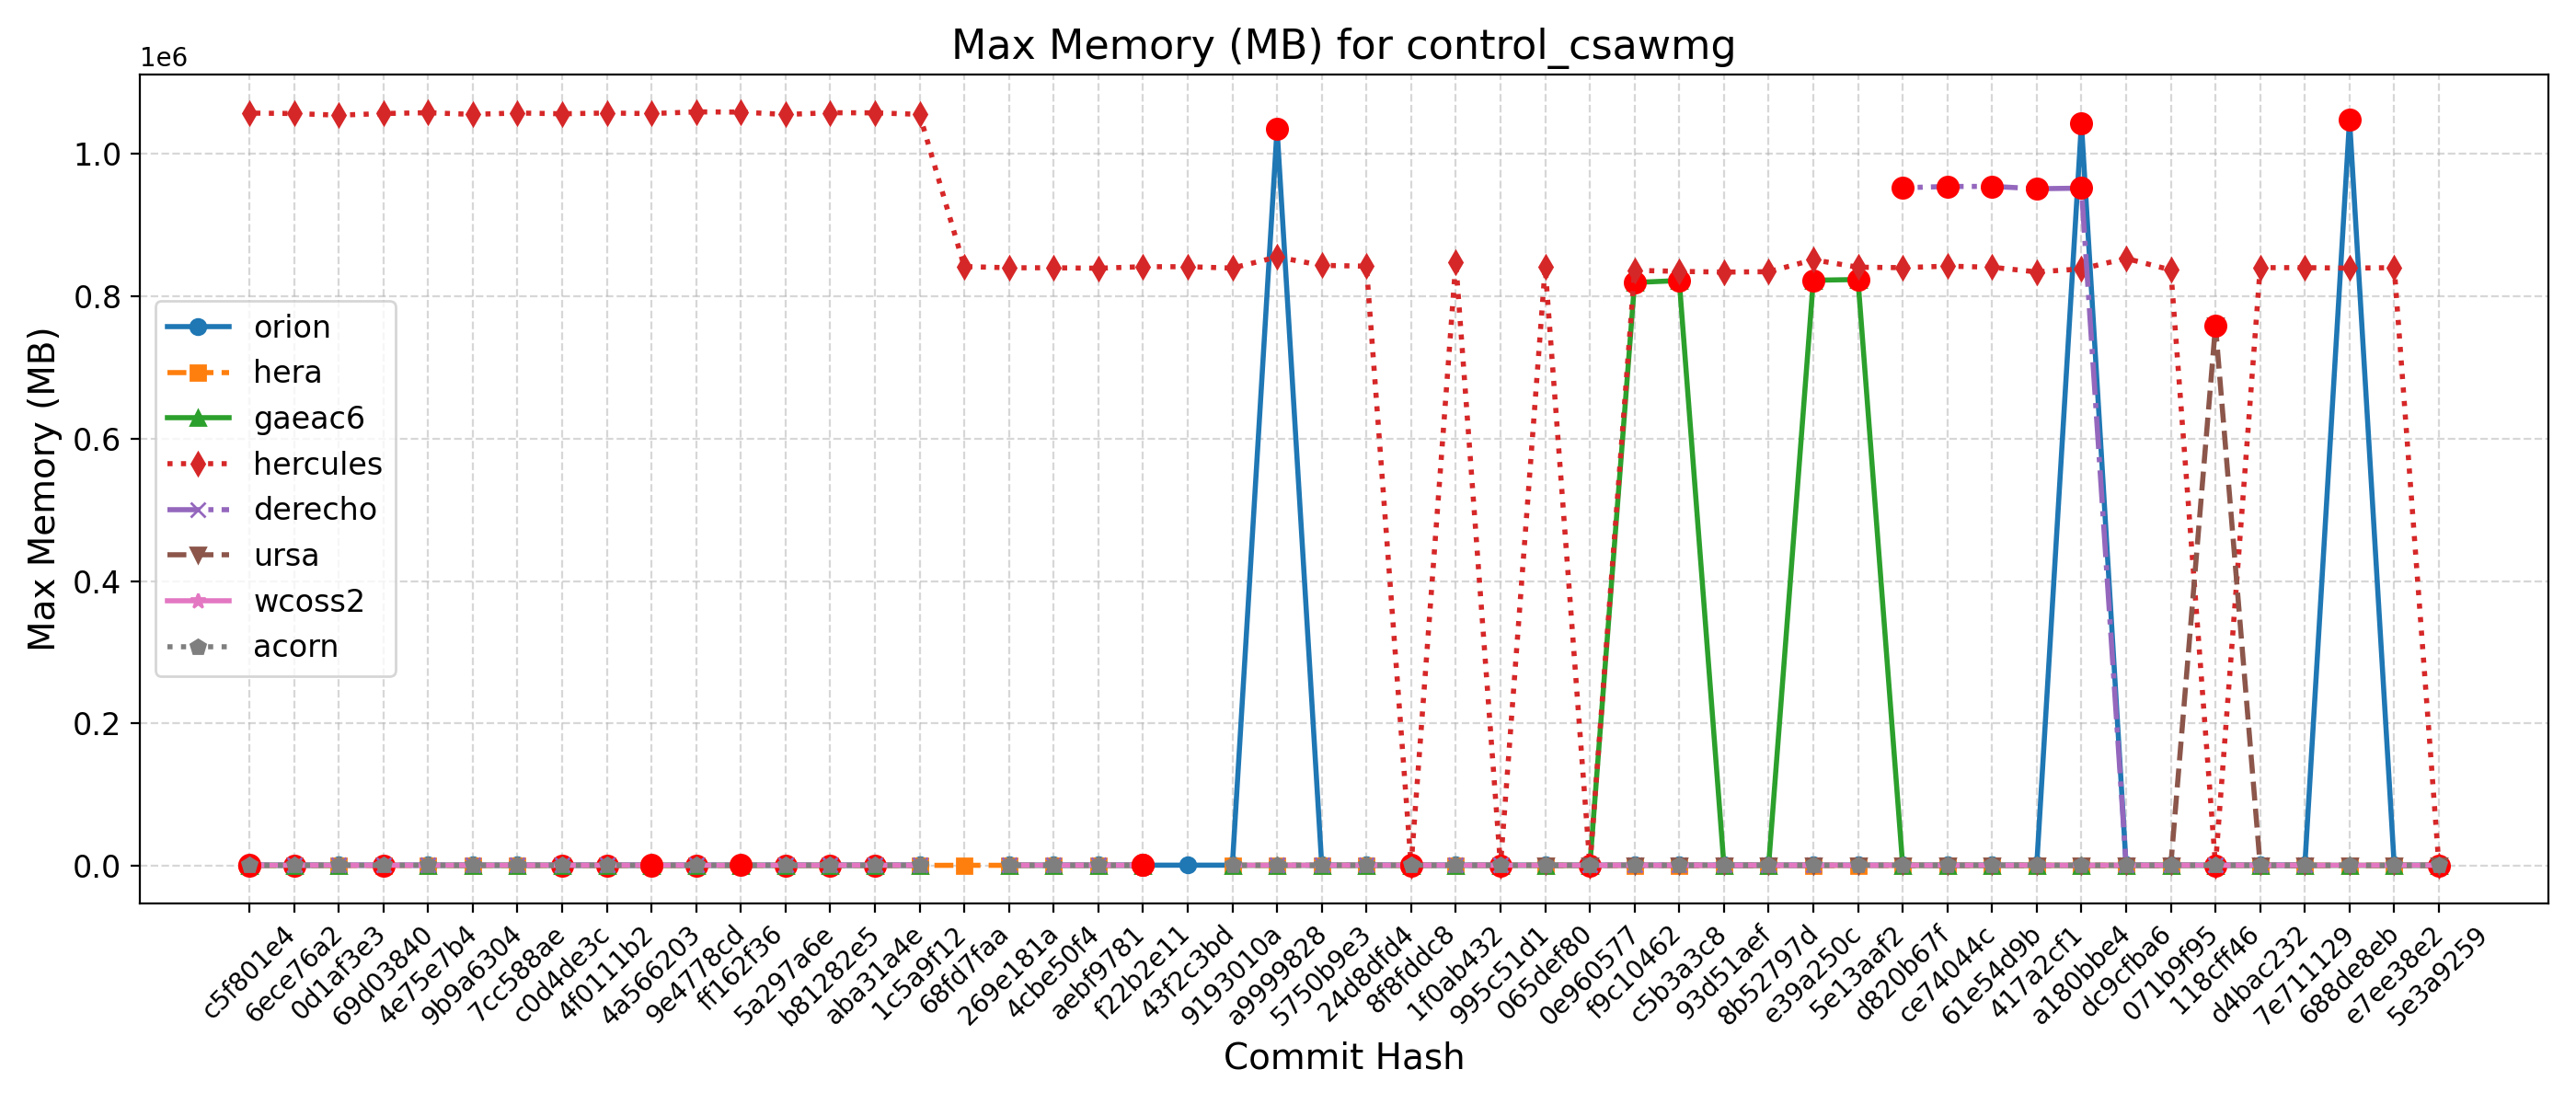 Max Memory (MB) for control_csawmg
1e6
1.0
0.8
0.6
0.4
0.2
0.0
Max Memory (MB)
orion
hera
gaeac6
hercules
derecho
ursa
wcoss2
acorn
c5f801e4
6ece76a2
0d1af3e3
69d03840
4e75e7b4
9b9a6304
7cc588ae
c0d4de3c
4f0111b2
4a566203
9e4778cd
ff162f36
5a297a6e
b81282e5
aba31a4e
1c5a9f12
68fd7faa
269e181a
4cbe50f4
aebf9781
f22b2e11
43f2c3bd
9193010a
a9999828
5750b9e3
24d8dfd4
8f8fddc8
1f0ab432
995c51d1
065def80
0e960577
f9c10462
c5b3a3c8
93d51aef
8b52797d
e39a250c
5e13aaf2
d820b67f
ce74044c
61e54d9b
417a2cf1
a180bbe4
dc9cfba6
071b9f95
118cff46
d4bac232
7e711129
688de8eb
e7ee38e2
5e3a9259
Commit Hash